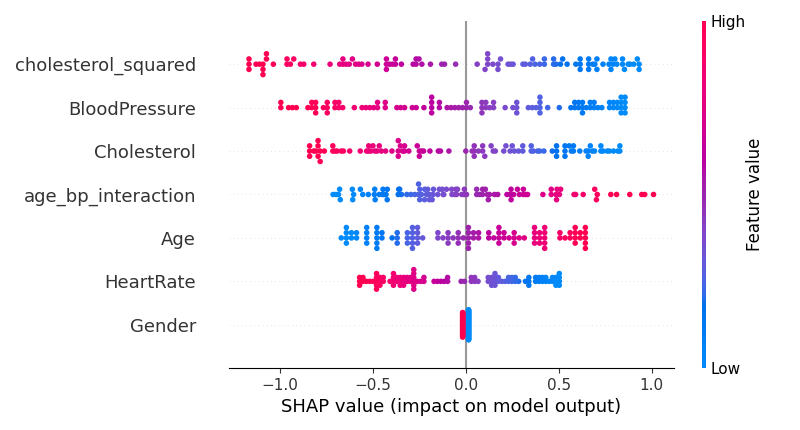 High
cholesterol_squared
BloodPressure
Cholesterol
age_bp_interaction
Age
HeartRate
Gender
Feature value
Low
−1.0 −0.5 0.0 0.5 1.0
SHAP value (impact on model output)